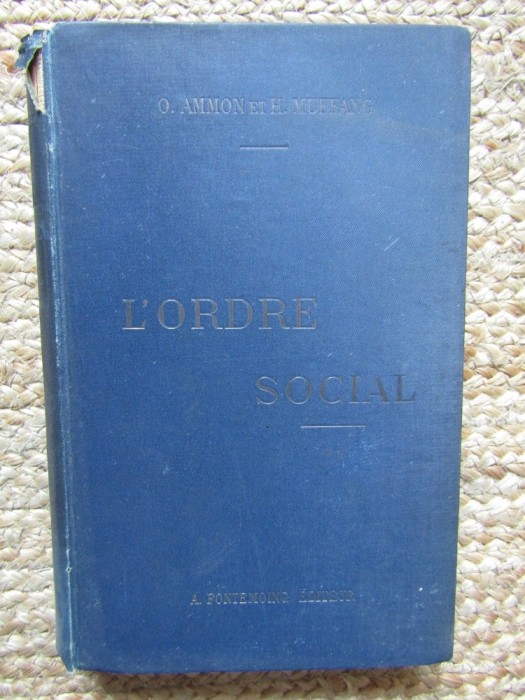 O. AMMON ET H. MUFFANG
L'ORDRE
SOCIAL
A. FONTEMOING, ÉDITEUR